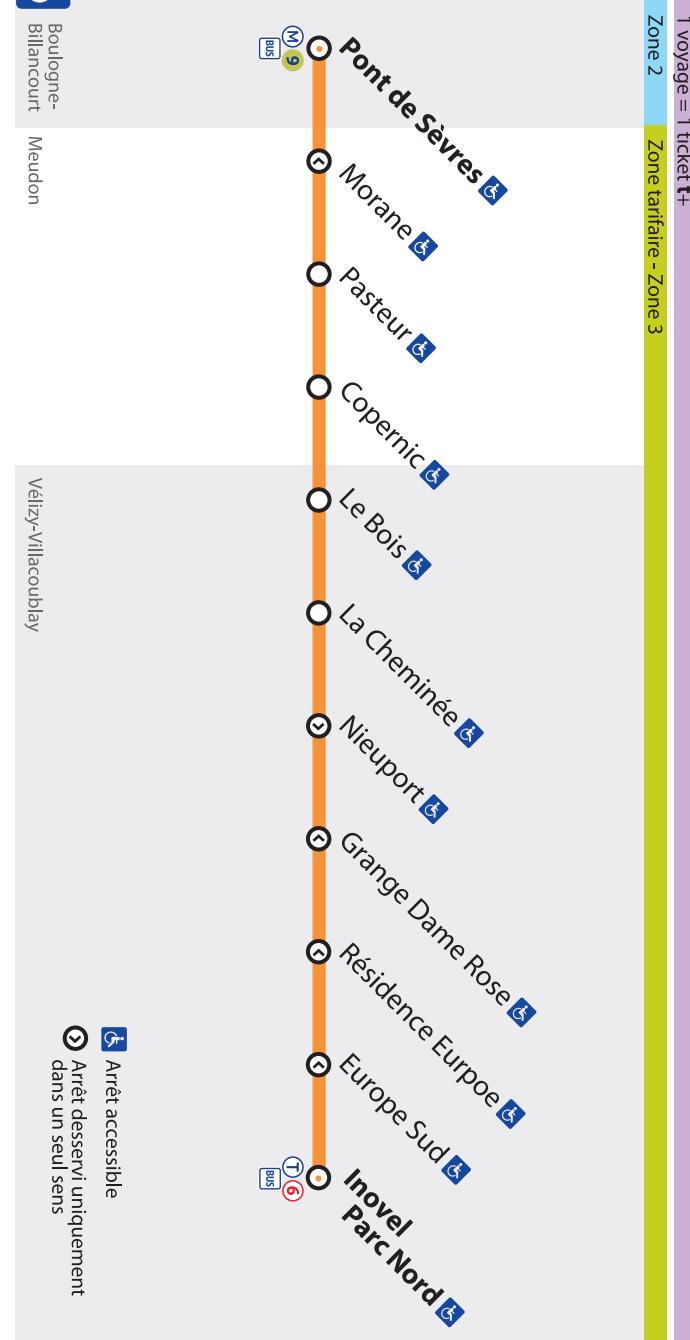 1 voyage = 1 ticket t+
Zone 2
Zone tarifaire - Zone 3
Pont de Sèvres
M 9
BUS
Morane
Pasteur
Copernic
Le Bois
La Cheminée
Nieuport
Grange Dame Rose
Résidence Eurpoe
Europe Sud
Inovel
Parc Nord
T 6
BUS
Boulogne-
Billancourt
Meudon
Vélizy-Villacoublay
Arrêt accessible
Arrêt desservi uniquement
dans un seul sens